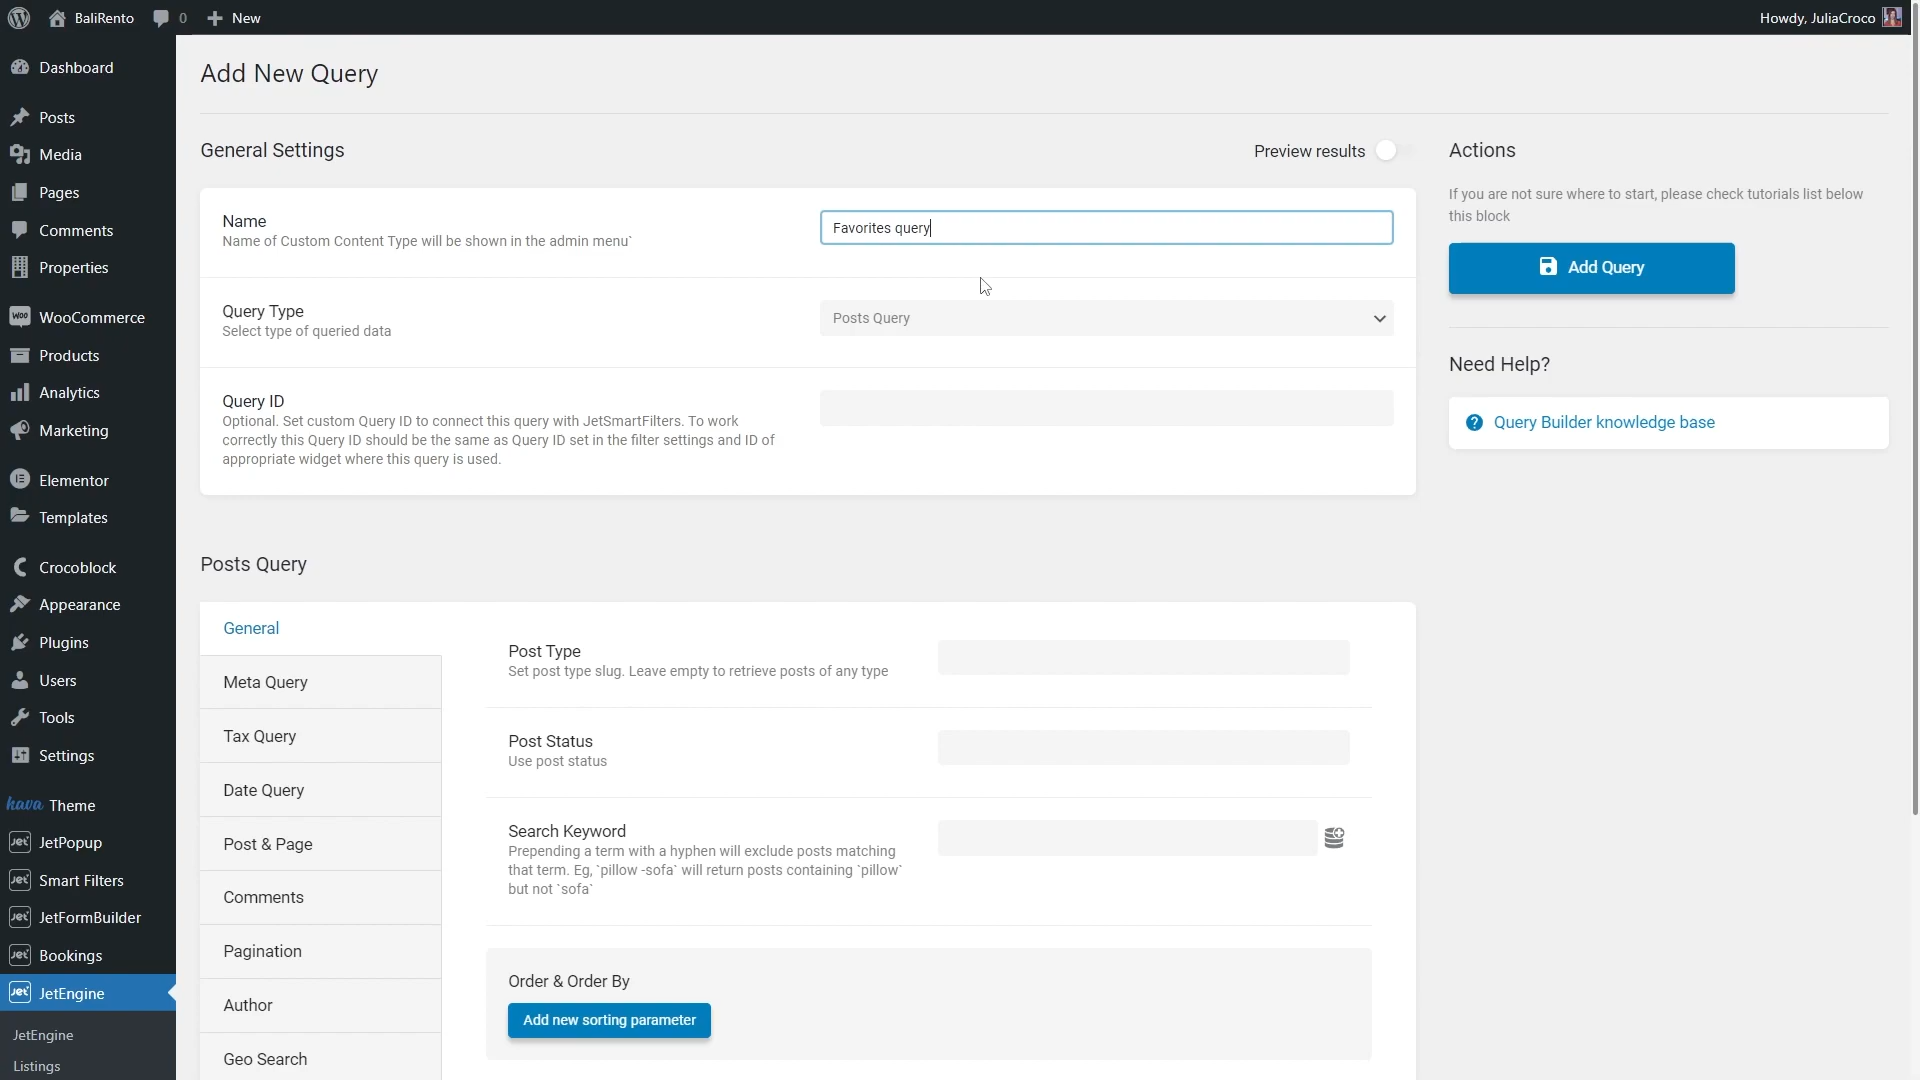 BaliRento
0
New
Howdy, JuliaCroco
Dashboard
Posts
Media
Pages
Comments
Properties
WooCommerce
Products
Analytics
Marketing
Elementor
Templates
Crocoblock
Appearance
Plugins
Users
Tools
Settings
hava Theme
JetPopup
Smart Filters
JetFormBuilder
Bookings
JetEngine
JetEngine
Listings
Add New Query
General Settings
Preview results
Name
Name of Custom Content Type will be shown in the admin menu`
Favorites query
Query Type
Select type of queried data
Posts Query
Query ID
Optional. Set custom Query ID to connect this query with JetSmartFilters. To work
correctly this Query ID should be the same as Query ID set in the filter settings and ID of
appropriate widget where this query is used.
Posts Query
General
Meta Query
Tax Query
Date Query
Post & Page
Comments
Pagination
Author
Geo Search
Post Type
Set post type slug. Leave empty to retrieve posts of any type
Post Status
Use post status
Search Keyword
Prepending a term with a hyphen will exclude posts matching
that term. Eg, `pillow -sofa` will return posts containing `pillow`
but not `sofa`
Order & Order By
Add new sorting parameter
Actions
If you are not sure where to start, please check tutorials list below
this block
Add Query
Need Help?
Query Builder knowledge base